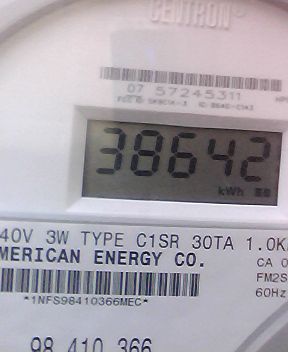 CENTRON®
07 57245311
38642
kWh
40V 3W TYPE C1SR 30TA 1.0K
MERICAN ENERGY CO.
CA 0
FM2S
60Hz
*1NFS98410366MEC*
98 410 366